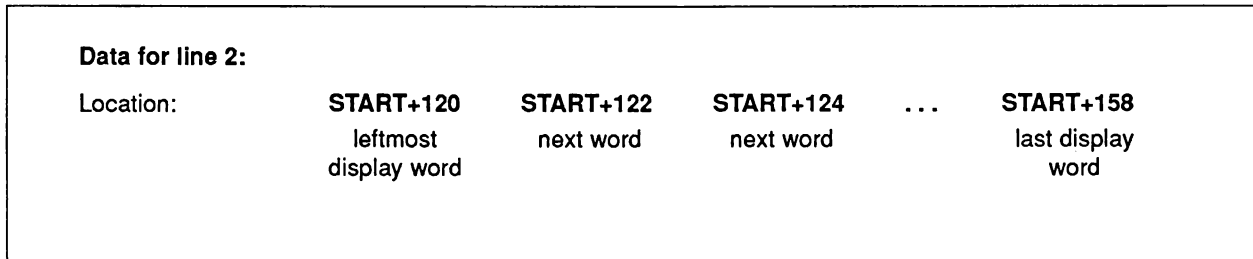 Data for line 2:
Location: START+120 START+122 START+124 ... START+158
leftmost next word next word last display
display word word